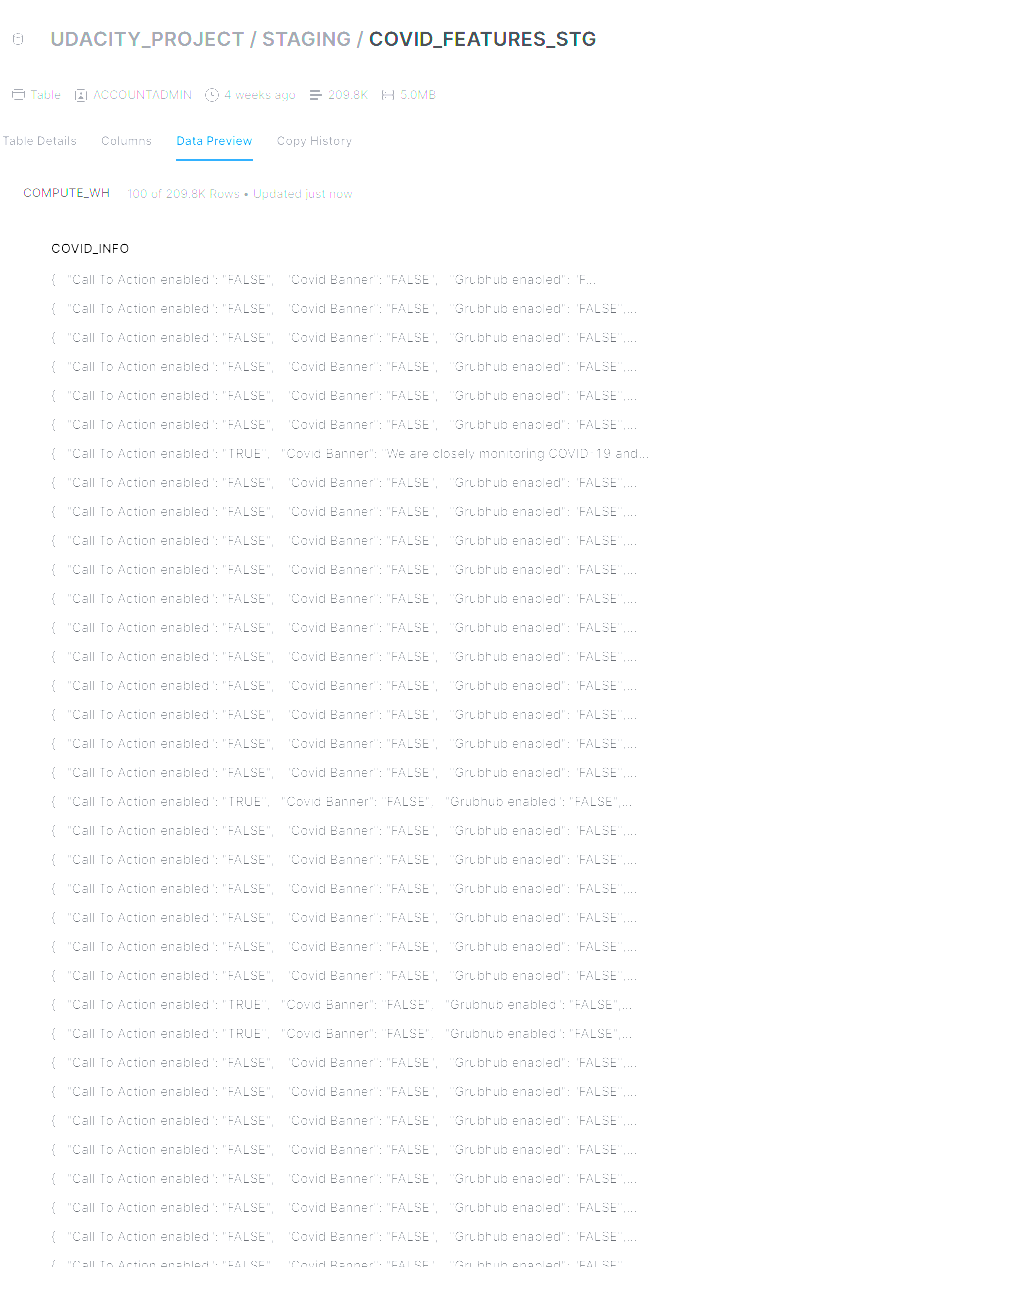 UDACITY_PROJECT / STAGING / COVID_FEATURES_STG
Table ACCOUNTADMIN 4 weeks ago 209.8K 5.0MB
Table Details Columns Data Preview Copy History
COMPUTE_WH 100 of 209.8K Rows • Updated just now
COVID_INFO
{ "Call To Action enabled": "FALSE", "Covid Banner": "FALSE", "Grubhub enabled": "F...
{ "Call To Action enabled": "FALSE", "Covid Banner": "FALSE", "Grubhub enabled": "FALSE",...
{ "Call To Action enabled": "FALSE", "Covid Banner": "FALSE", "Grubhub enabled": "FALSE",...
{ "Call To Action enabled": "FALSE", "Covid Banner": "FALSE", "Grubhub enabled": "FALSE",...
{ "Call To Action enabled": "FALSE", "Covid Banner": "FALSE", "Grubhub enabled": "FALSE",...
{ "Call To Action enabled": "FALSE", "Covid Banner": "FALSE", "Grubhub enabled": "FALSE",...
{ "Call To Action enabled": "TRUE", "Covid Banner": "We are closely monitoring COVID-19 and...
{ "Call To Action enabled": "FALSE", "Covid Banner": "FALSE", "Grubhub enabled": "FALSE",...
{ "Call To Action enabled": "FALSE", "Covid Banner": "FALSE", "Grubhub enabled": "FALSE",...
{ "Call To Action enabled": "FALSE", "Covid Banner": "FALSE", "Grubhub enabled": "FALSE",...
{ "Call To Action enabled": "FALSE", "Covid Banner": "FALSE", "Grubhub enabled": "FALSE",...
{ "Call To Action enabled": "FALSE", "Covid Banner": "FALSE", "Grubhub enabled": "FALSE",...
{ "Call To Action enabled": "FALSE", "Covid Banner": "FALSE", "Grubhub enabled": "FALSE",...
{ "Call To Action enabled": "FALSE", "Covid Banner": "FALSE", "Grubhub enabled": "FALSE",...
{ "Call To Action enabled": "FALSE", "Covid Banner": "FALSE", "Grubhub enabled": "FALSE",...
{ "Call To Action enabled": "FALSE", "Covid Banner": "FALSE", "Grubhub enabled": "FALSE",...
{ "Call To Action enabled": "FALSE", "Covid Banner": "FALSE", "Grubhub enabled": "FALSE",...
{ "Call To Action enabled": "FALSE", "Covid Banner": "FALSE", "Grubhub enabled": "FALSE",...
{ "Call To Action enabled": "TRUE", "Covid Banner": "FALSE", "Grubhub enabled": "FALSE",...
{ "Call To Action enabled": "FALSE", "Covid Banner": "FALSE", "Grubhub enabled": "FALSE",...
{ "Call To Action enabled": "FALSE", "Covid Banner": "FALSE", "Grubhub enabled": "FALSE",...
{ "Call To Action enabled": "FALSE", "Covid Banner": "FALSE", "Grubhub enabled": "FALSE",...
{ "Call To Action enabled": "FALSE", "Covid Banner": "FALSE", "Grubhub enabled": "FALSE",...
{ "Call To Action enabled": "FALSE", "Covid Banner": "FALSE", "Grubhub enabled": "FALSE",...
{ "Call To Action enabled": "FALSE", "Covid Banner": "FALSE", "Grubhub enabled": "FALSE",...
{ "Call To Action enabled": "TRUE", "Covid Banner": "FALSE", "Grubhub enabled": "FALSE",...
{ "Call To Action enabled": "TRUE", "Covid Banner": "FALSE", "Grubhub enabled": "FALSE",...
{ "Call To Action enabled": "FALSE", "Covid Banner": "FALSE", "Grubhub enabled": "FALSE",...
{ "Call To Action enabled": "FALSE", "Covid Banner": "FALSE", "Grubhub enabled": "FALSE",...
{ "Call To Action enabled": "FALSE", "Covid Banner": "FALSE", "Grubhub enabled": "FALSE",...
{ "Call To Action enabled": "FALSE", "Covid Banner": "FALSE", "Grubhub enabled": "FALSE",...
{ "Call To Action enabled": "FALSE", "Covid Banner": "FALSE", "Grubhub enabled": "FALSE",...
{ "Call To Action enabled": "FALSE", "Covid Banner": "FALSE", "Grubhub enabled": "FALSE",...
{ "Call To Action enabled": "FALSE", "Covid Banner": "FALSE", "Grubhub enabled": "FALSE",...
{ "Call To Action enabled": "FALSE", "Covid Banner": "FALSE", "Grubhub enabled": "FALSE",...